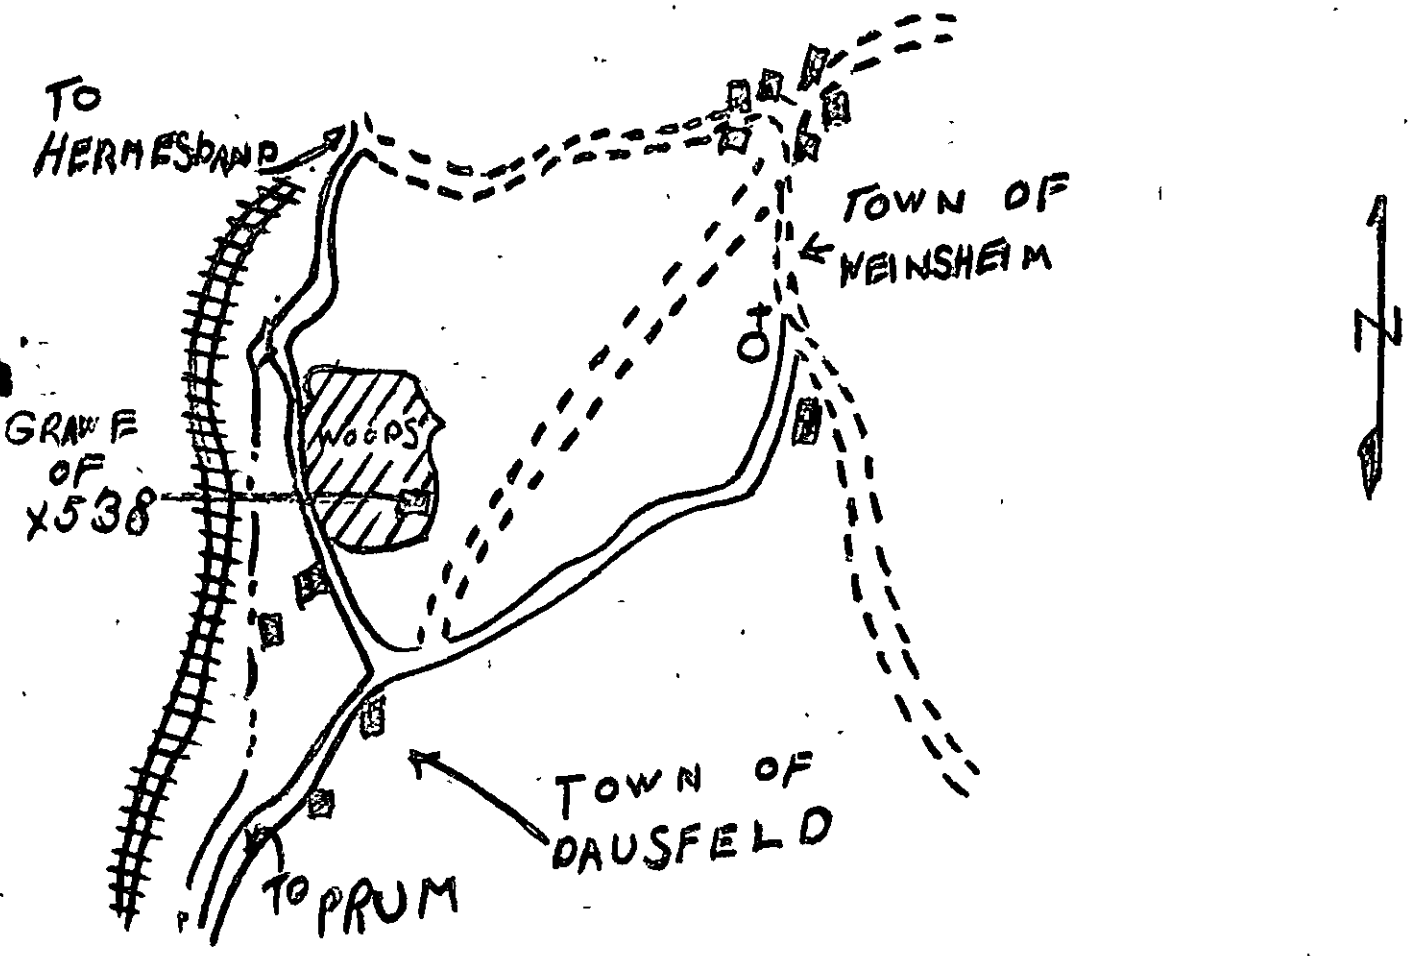 TO
HERMESDAND
TOWN OF
WEINSHEIM
N
GRAVE
OF
X538
WOODS
TOWN OF
DAUSFELD
TO PRUM